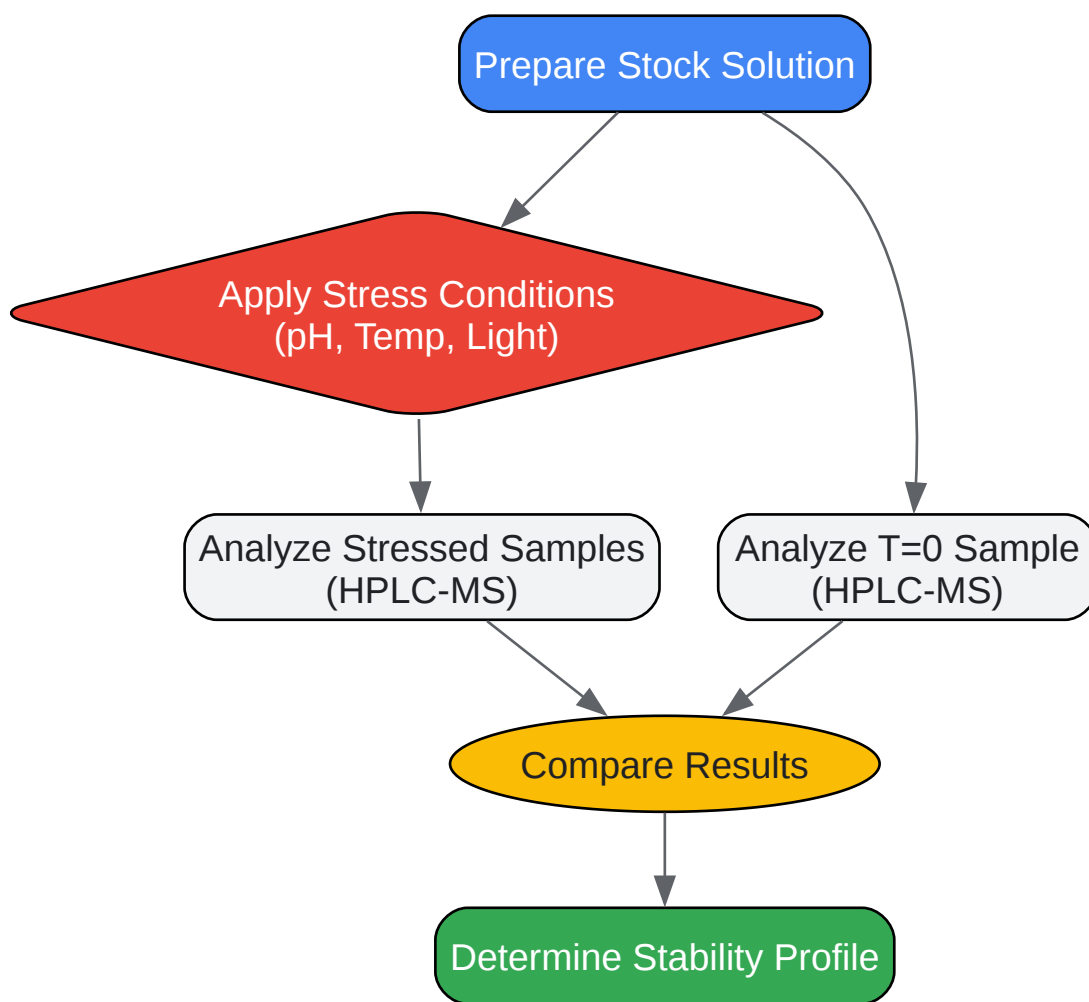 Prepare Stock Solution
Apply Stress Conditions
(pH, Temp, Light)
Analyze Stressed Samples
(HPLC-MS)
Analyze T=0 Sample
(HPLC-MS)
Compare Results
Determine Stability Profile